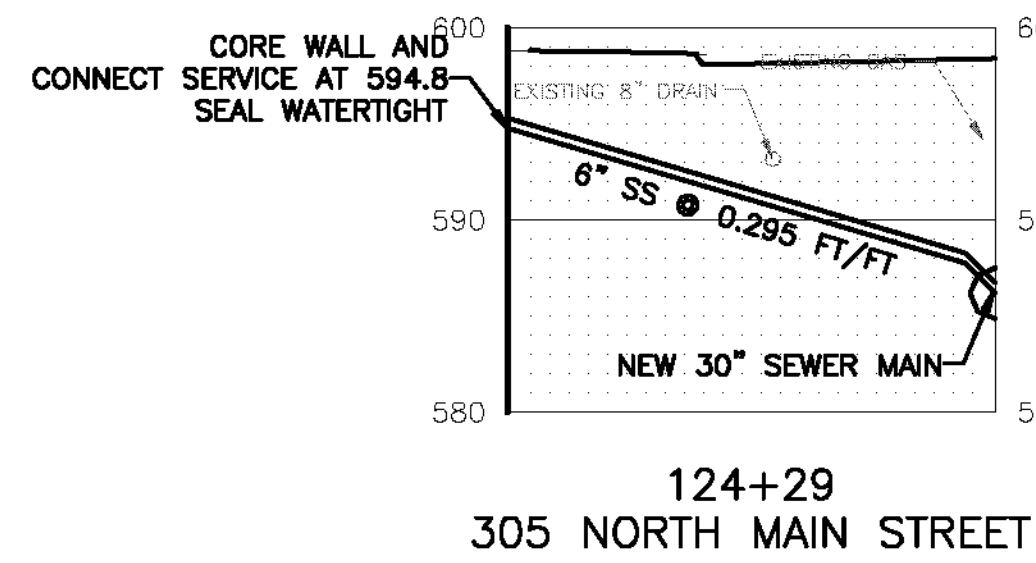 600
CORE WALL AND
CONNECT SERVICE AT 594.8
SEAL WATERTIGHT
EXISTING GAS
EXISTING 8" DRAIN
6" SS @ 0.295 FT/FT
590
NEW 30" SEWER MAIN
580
124+29
305 NORTH MAIN STREET